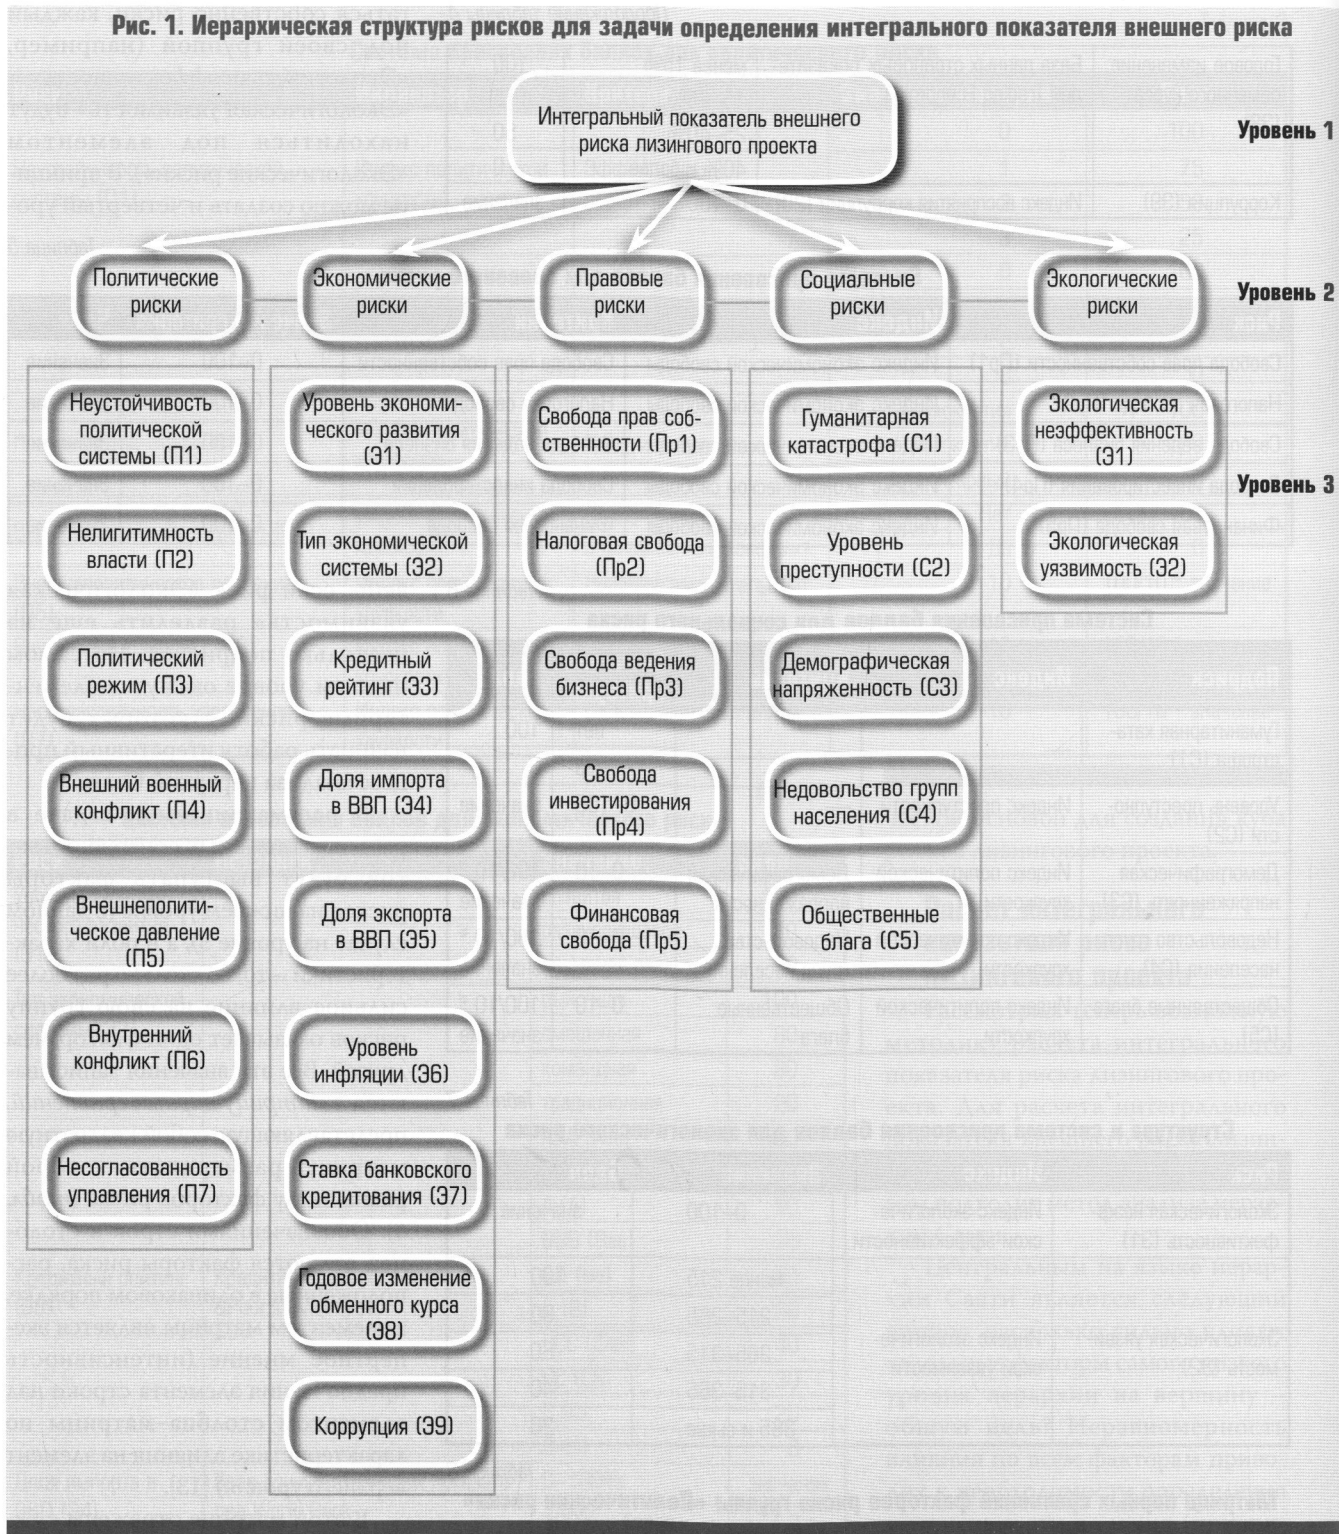 Рис. 1. Иерархическая структура рисков для задачи определения интегрального показателя внешнего риска
Интегральный показатель внешнего
риска лизингового проекта
Уровень 1
Политические
риски
Экономические
риски
Правовые
риски
Социальные
риски
Экологические
риски
Уровень 2
Неустойчивость
политической
системы (П1)
Нелигитимность
власти (П2)
Политический
режим (П3)
Внешний военный
конфликт (П4)
Внешнеполити-
ческое давление
(П5)
Внутренний
конфликт (П6)
Несогласованность
управления (П7)
Уровень экономи-
ческого развития
(Э1)
Тип экономической
системы (Э2)
Кредитный
рейтинг (Э3)
Доля импорта
в ВВП (Э4)
Доля экспорта
в ВВП (Э5)
Уровень
инфляции (Э6)
Ставка банковского
кредитования (Э7)
Годовое изменение
обменного курса
(Э8)
Коррупция (Э9)
Свобода прав соб-
ственности (Пр1)
Налоговая свобода
(Пр2)
Свобода ведения
бизнеса (Пр3)
Свобода
инвестирования
(Пр4)
Финансовая
свобода (Пр5)
Гуманитарная
катастрофа (С1)
Уровень
преступности (С2)
Демографическая
напряженность (С3)
Недовольство групп
населения (С4)
Общественные
блага (С5)
Экологическая
неэффективность
(Э1)
Экологическая
уязвимость (Э2)
Уровень 3